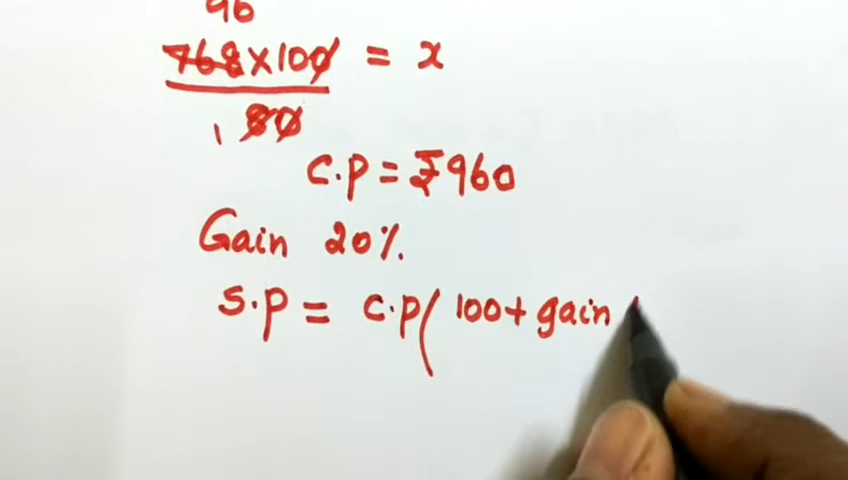 96
768×100 = x
1 80
C.P = ₹960
Gain 20%.
S.P = C.P( 100+ gain